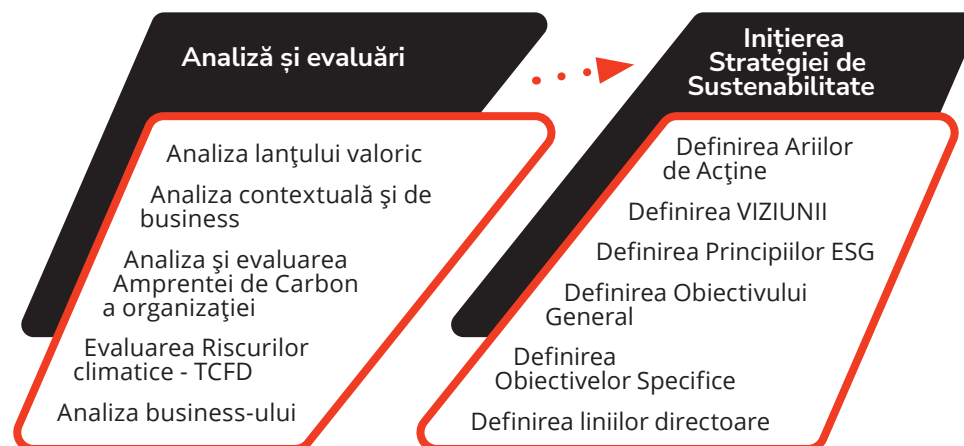 Analiză și evaluări
Analiza lanţului valoric
Analiza contextuală şi de
business
Analiza şi evaluarea
Amprentei de Carbon
a organizaţiei
Evaluarea Riscurilor
climatice - TCFD
Analiza business-ului
Inițierea
Strategiei de
Sustenabilitate
Definirea Ariilor
de Acţine
Definirea VIZIUNII
Definirea Principiilor ESG
Definirea Obiectivului
General
Definirea
Obiectivelor Specifice
Definirea liniilor directoare